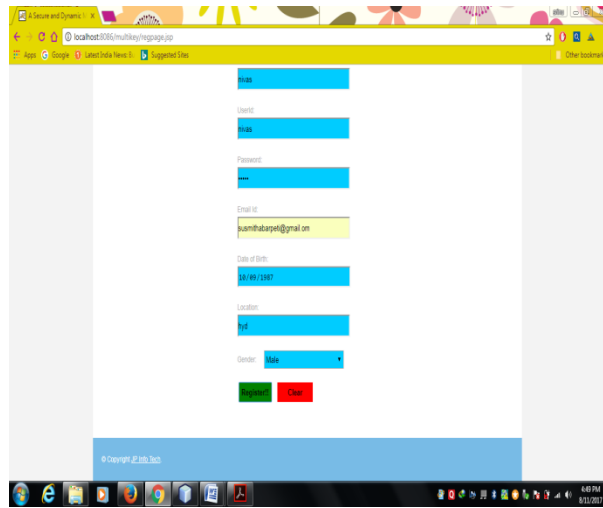 A Secure and Dynamic M
localhost:8086/multikey/regpage.jsp
Apps Google Latest India News: B Suggested Sites Other bookmark
nivas
UserId:
nivas
Password:
•••••
Email Id:
susmithabarpeti@gmail.om
Date of Birth:
10/09/1987
Location:
hyd
Gender: Male
Register!! Clear
© Copyright JP Info Tech
4:49 PM
8/11/2017